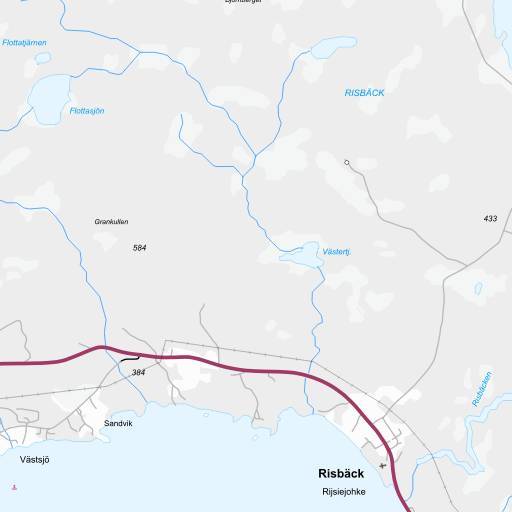 Flottatjärnen
RISBÄCK
Flottasjön
Grankullen
433
584
Västertj.
384
Risbäcken
Sandvik
Västsjö
Risbäck
Rijsiejohke